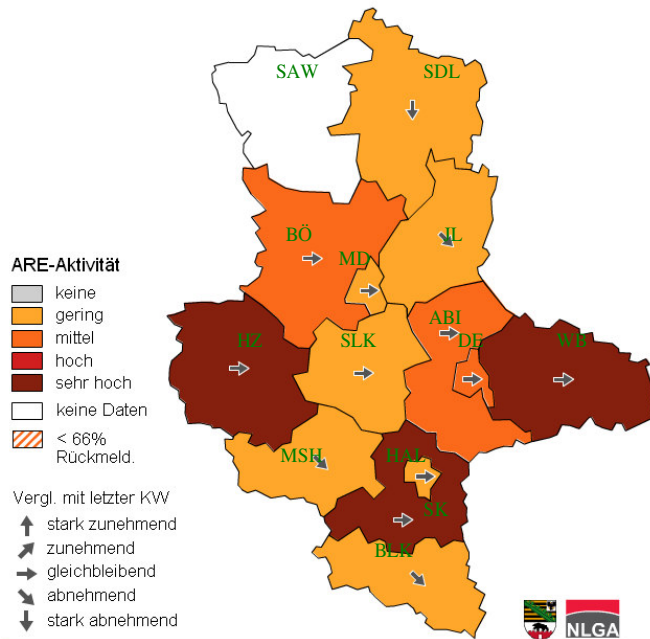 SAW
SDL
BÖ
JL
MD
ARE-Aktivität
keine
gering
mittel
hoch
sehr hoch
keine Daten
< 66%
Rückmeld.
HZ
SLK
ABI
DE
WB
MSH
HAL
SK
BLK
Vergl. mit letzter KW
stark zunehmend
zunehmend
gleichbleibend
abnehmend
stark abnehmend
NLGA